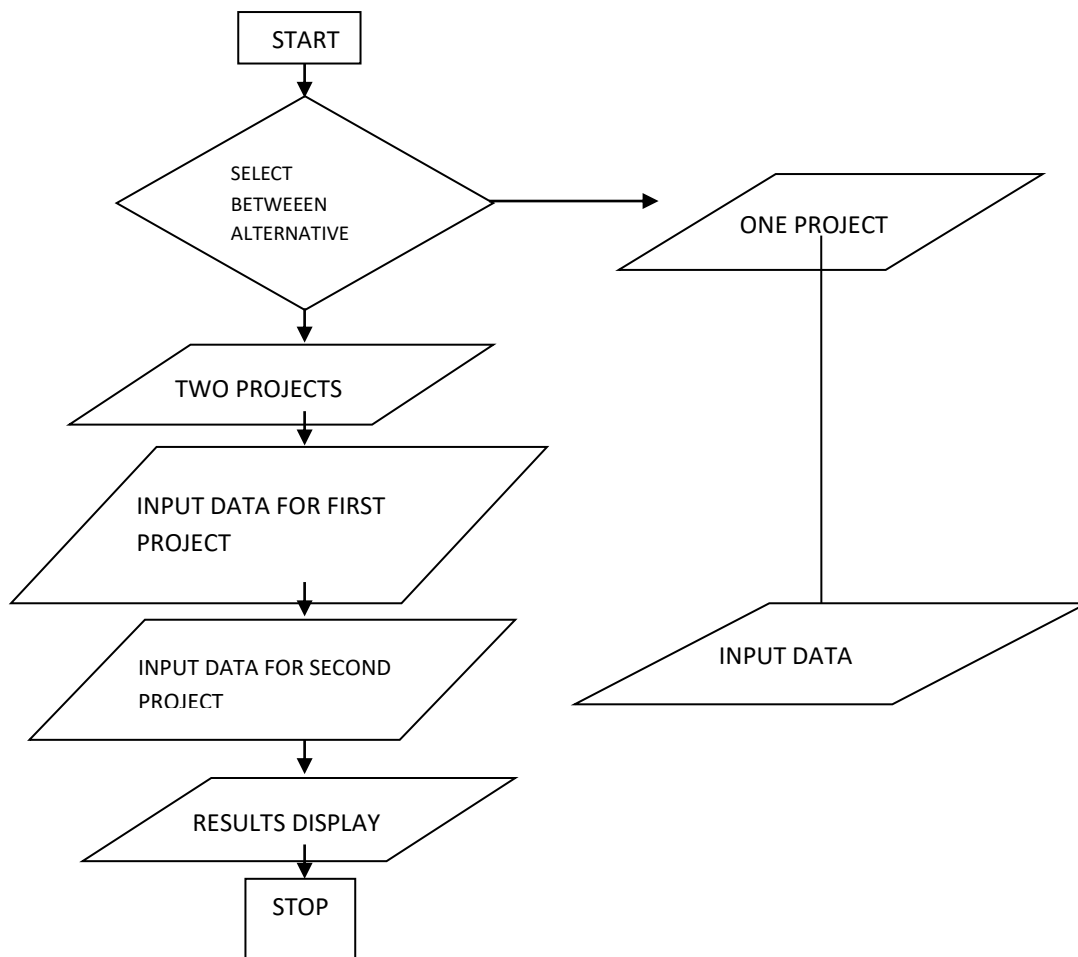 START
SELECT
BETWEEEN
ALTERNATIVE
ONE PROJECT
TWO PROJECTS
INPUT DATA FOR FIRST
PROJECT
INPUT DATA FOR SECOND
PROJECT
INPUT DATA
RESULTS DISPLAY
STOP